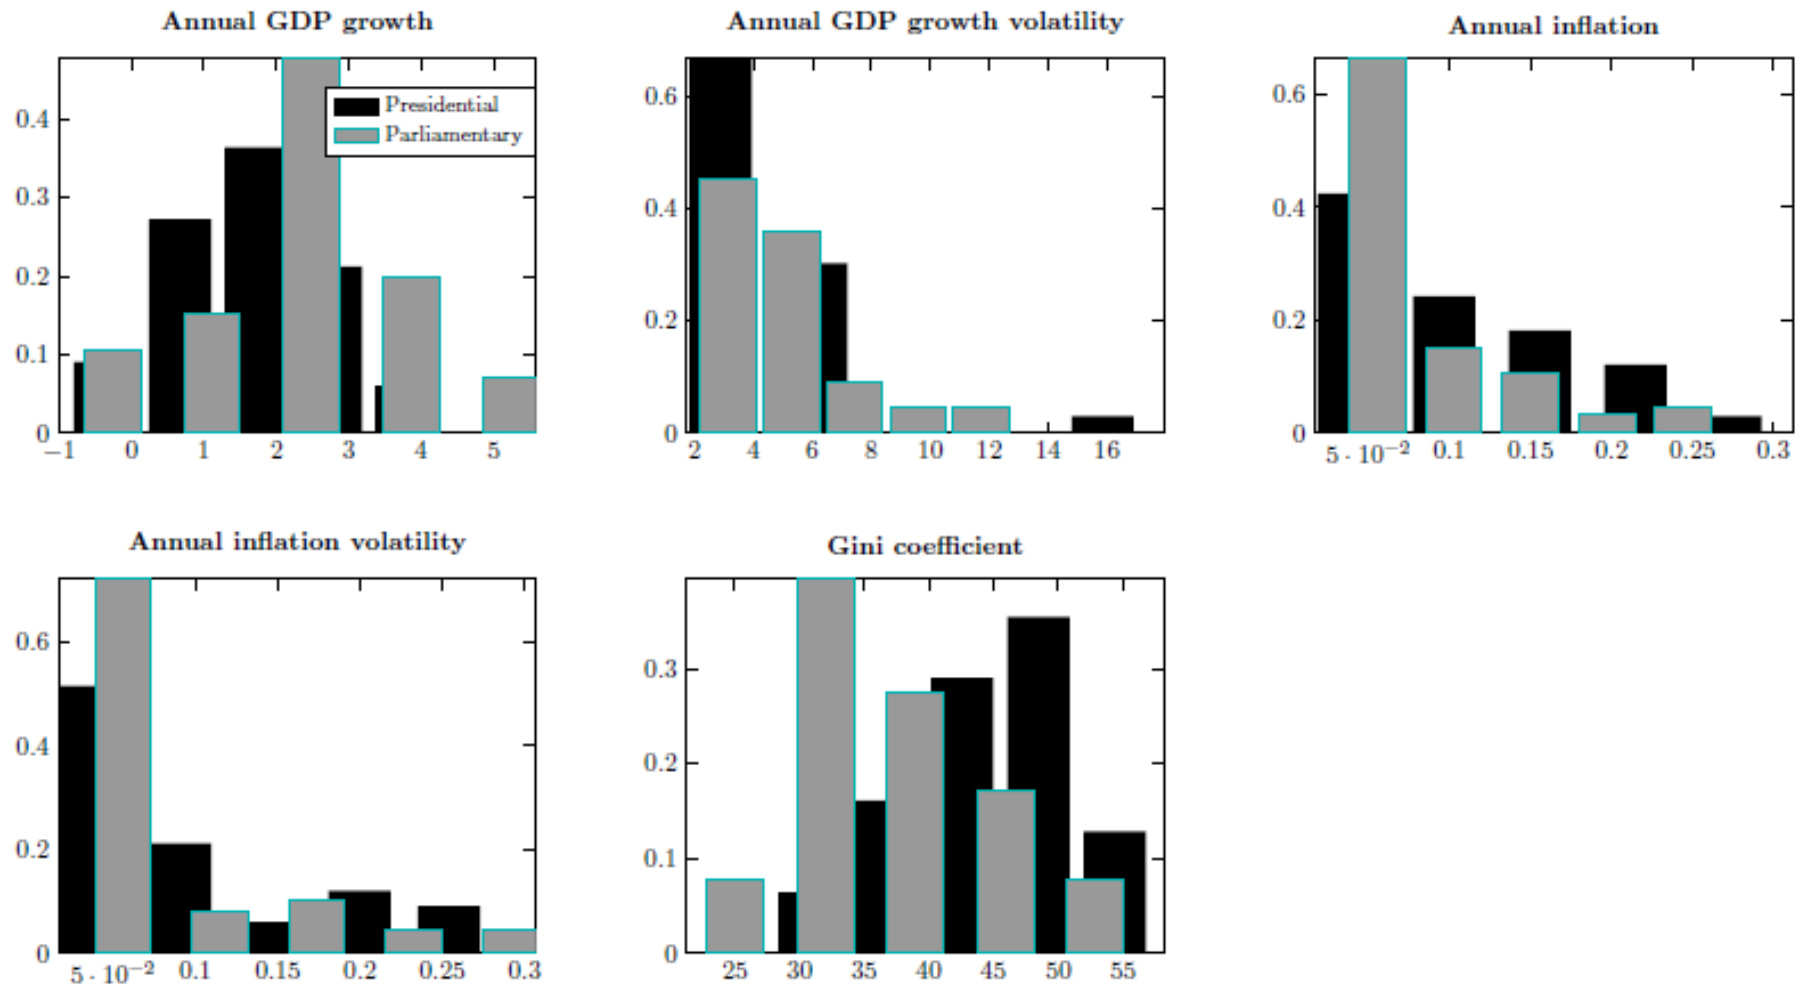 Annual GDP growth
0.4
0.3
0.2
0.1
0
−1 0 1 2 3 4 5
Presidential
Parliamentary
Annual GDP growth volatility
0.6
0.4
0.2
0
2 4 6 8 10 12 14 16
Annual inflation
0.6
0.4
0.2
0
5 · 10⁻² 0.1 0.15 0.2 0.25 0.3
Annual inflation volatility
0.6
0.4
0.2
0
5 · 10⁻² 0.1 0.15 0.2 0.25 0.3
Gini coefficient
0.3
0.2
0.1
0
25 30 35 40 45 50 55